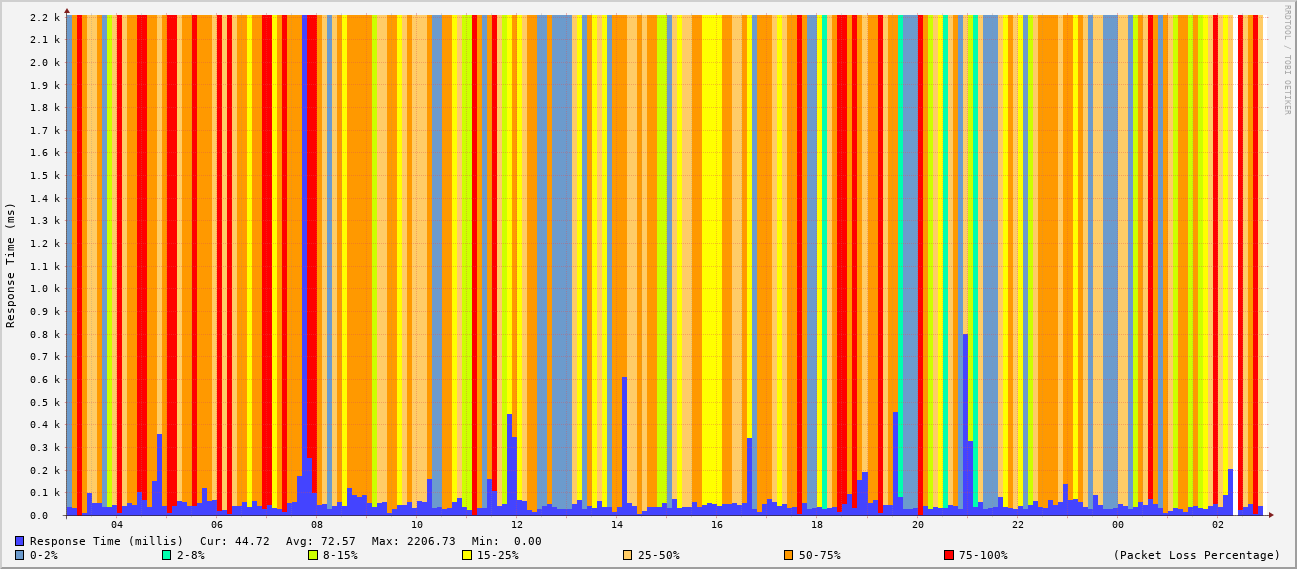 RRDTOOL / TOBI OETIKER
Response Time (ms)
2.2 k
2.1 k
2.0 k
1.9 k
1.8 k
1.7 k
1.6 k
1.5 k
1.4 k
1.3 k
1.2 k
1.1 k
1.0 k
0.9 k
0.8 k
0.7 k
0.6 k
0.5 k
0.4 k
0.3 k
0.2 k
0.1 k
0.0
04 06 08 10 12 14 16 18 20 22 00 02
Response Time (millis) Cur: 44.72 Avg: 72.57 Max: 2206.73 Min: 0.00
0-2% 2-8% 8-15% 15-25% 25-50% 50-75% 75-100% (Packet Loss Percentage)